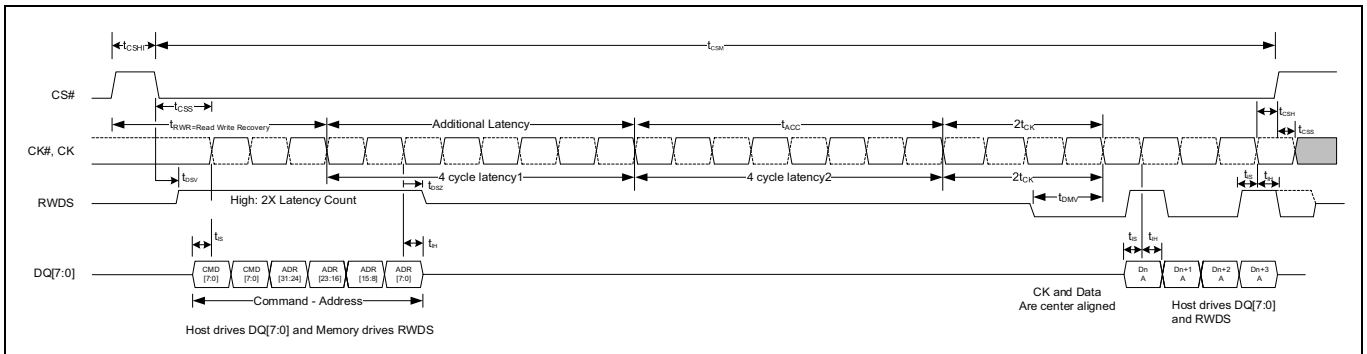 tCSHI
tCSM
CS#
tCSS
tCSH
tRWR=Read Write Recovery
Additional Latency
tACC
2tCK
tCSS
CK#, CK
4 cycle latency1
4 cycle latency2
2tCK
tDSV
tDSZ
tIS
tIH
RWDS
High: 2X Latency Count
tDMV
tIS
tIH
tIS
tIH
DQ[7:0]
CMD [7:0]
CMD [7:0]
ADR [31:24]
ADR [23:16]
ADR [15:8]
ADR [7:0]
Dn A
Dn+1 A
Dn+2 A
Dn+3 A
Command - Address
CK and Data
Are center aligned
Host drives DQ[7:0]
and RWDS
Host drives DQ[7:0] and Memory drives RWDS